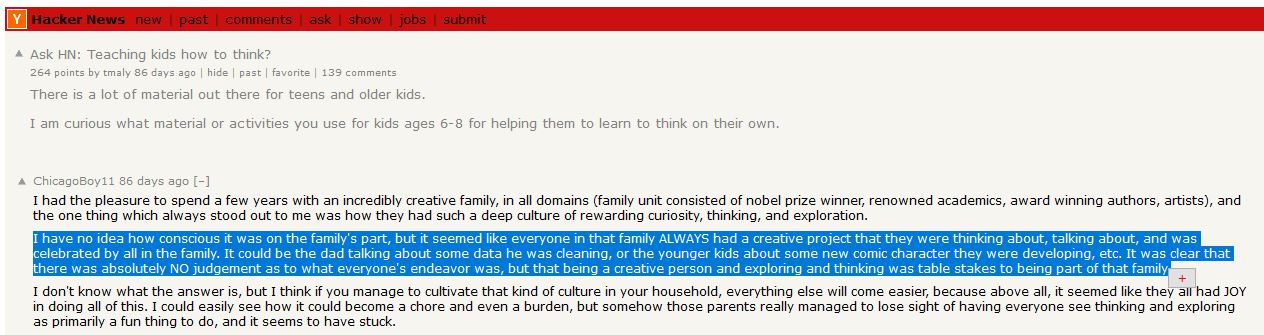 Y Hacker News new | past | comments | ask | show | jobs | submit
Ask HN: Teaching kids how to think?
264 points by tmaly 86 days ago | hide | past | favorite | 139 comments
There is a lot of material out there for teens and older kids.
I am curious what material or activities you use for kids ages 6-8 for helping them to learn to think on their own.
ChicagoBoy11 86 days ago [–]
I had the pleasure to spend a few years with an incredibly creative family, in all domains (family unit consisted of nobel prize winner, renowned academics, award winning authors, artists), and
the one thing which always stood out to me was how they had such a deep culture of rewarding curiosity, thinking, and exploration.
I have no idea how conscious it was on the family's part, but it seemed like everyone in that family ALWAYS had a creative project that they were thinking about, talking about, and was
celebrated by all in the family. It could be the dad talking about some data he was cleaning, or the younger kids about some new comic character they were developing, etc. It was clear that
there was absolutely NO judgement as to what everyone's endeavor was, but that being a creative person and exploring and thinking was table stakes to being part of that family
+
I don't know what the answer is, but I think if you manage to cultivate that kind of culture in your household, everything else will come easier, because above all, it seemed like they all had JOY
in doing all of this. I could easily see how it could become a chore and even a burden, but somehow those parents really managed to lose sight of having everyone see thinking and exploring
as primarily a fun thing to do, and it seems to have stuck.